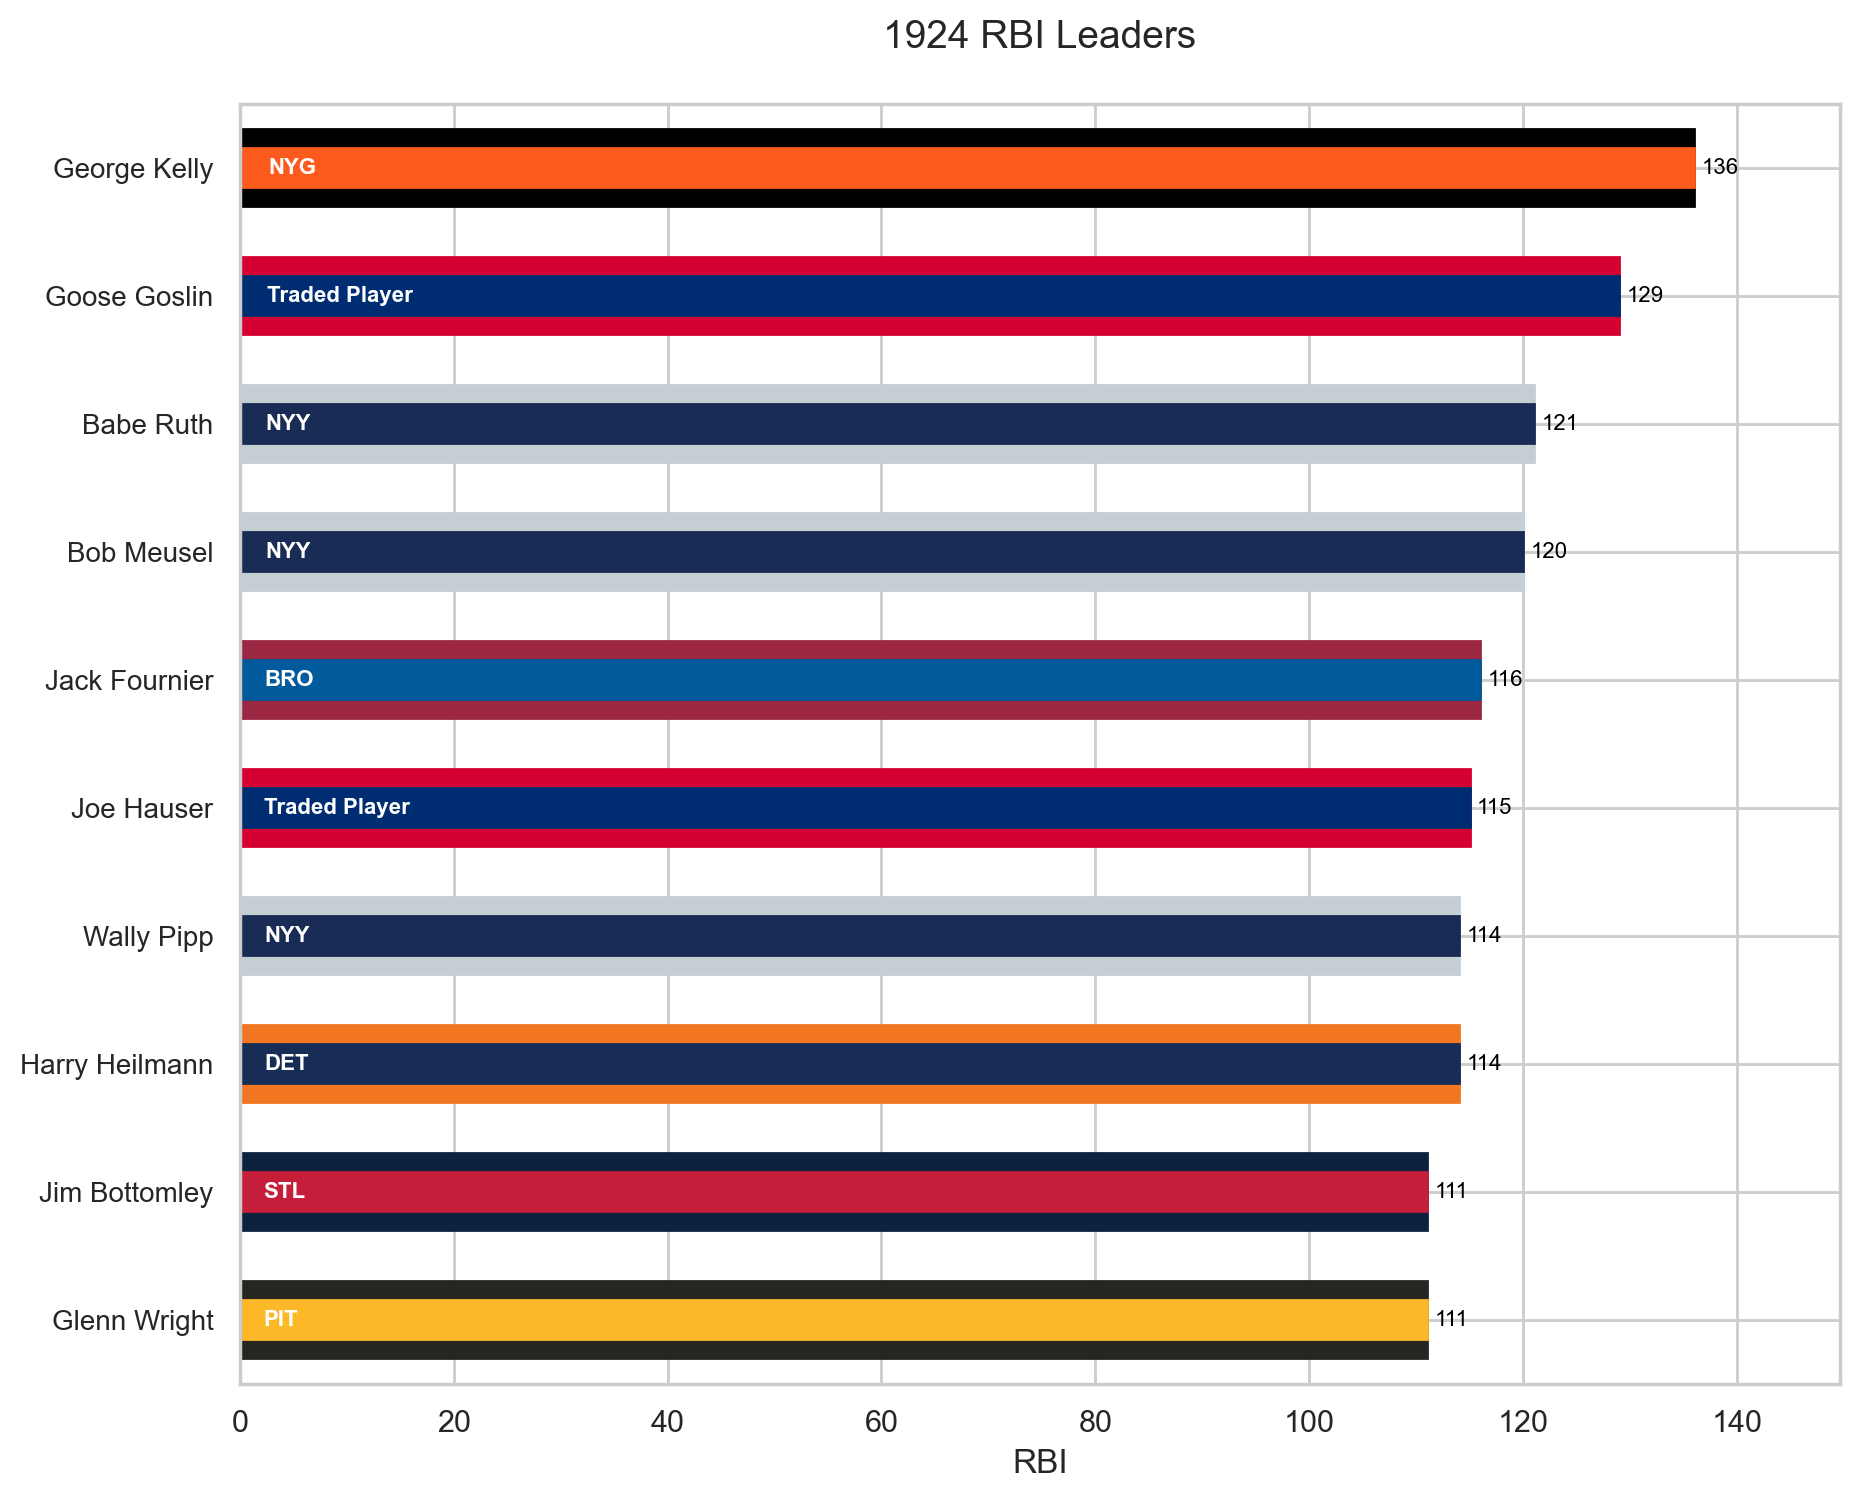 1924 RBI Leaders
George Kelly NYG 136
Goose Goslin Traded Player 129
Babe Ruth NYY 121
Bob Meusel NYY 120
Jack Fournier BRO 116
Joe Hauser Traded Player 115
Wally Pipp NYY 114
Harry Heilmann DET 114
Jim Bottomley STL 111
Glenn Wright PIT 111
0 20 40 60 80 100 120 140
RBI